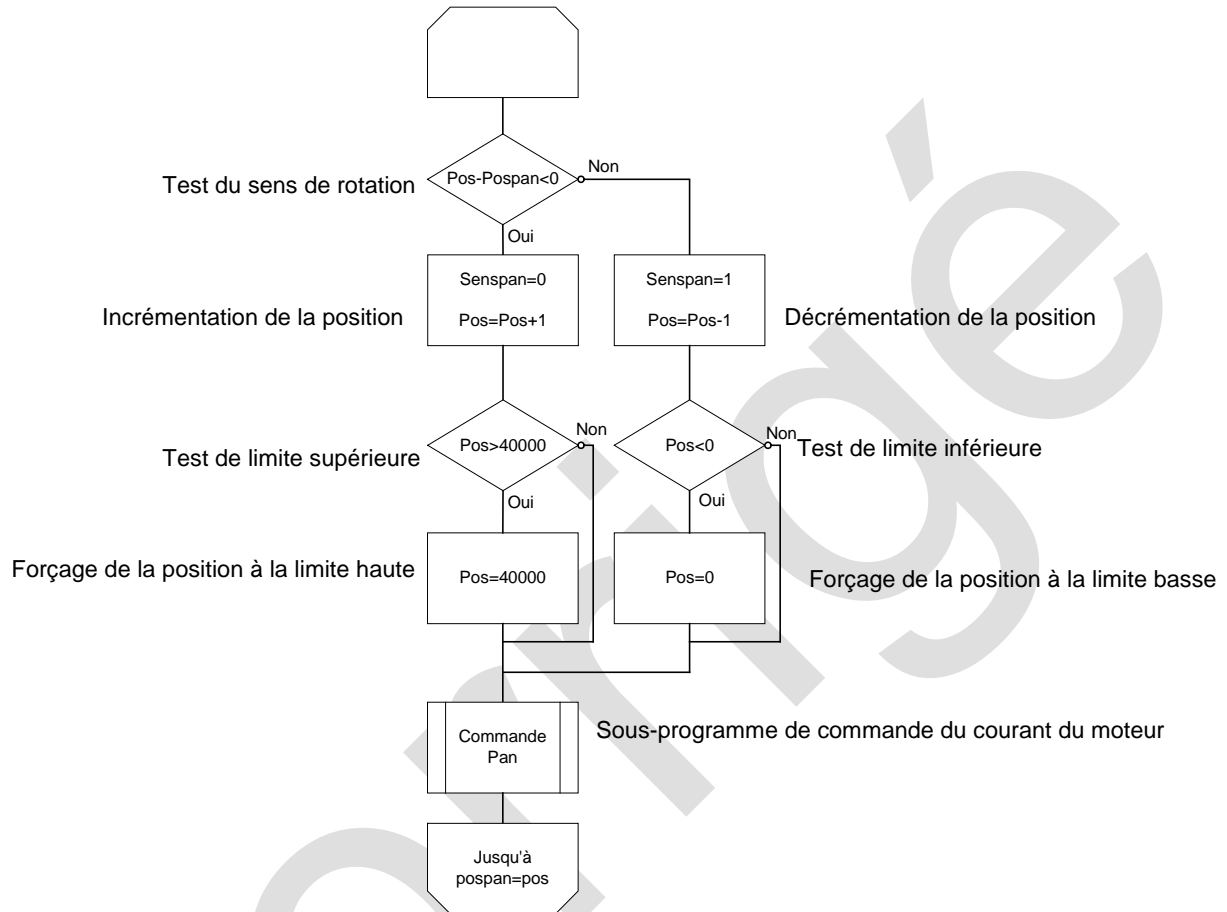 Non
Test du sens de rotation
Pos-Pospan<0
Oui
Senspan=0
Senspan=1
Incrémentation de la position
Pos=Pos+1
Pos=Pos-1
Décrémentation de la position
Non
Non
Test de limite supérieure
Pos>40000
Pos<0
Test de limite inférieure
Oui
Oui
Forçage de la position à la limite haute
Pos=40000
Pos=0
Forçage de la position à la limite basse
Commande
Pan
Sous-programme de commande du courant du moteur
Jusqu'à
pospan=pos
orrigé